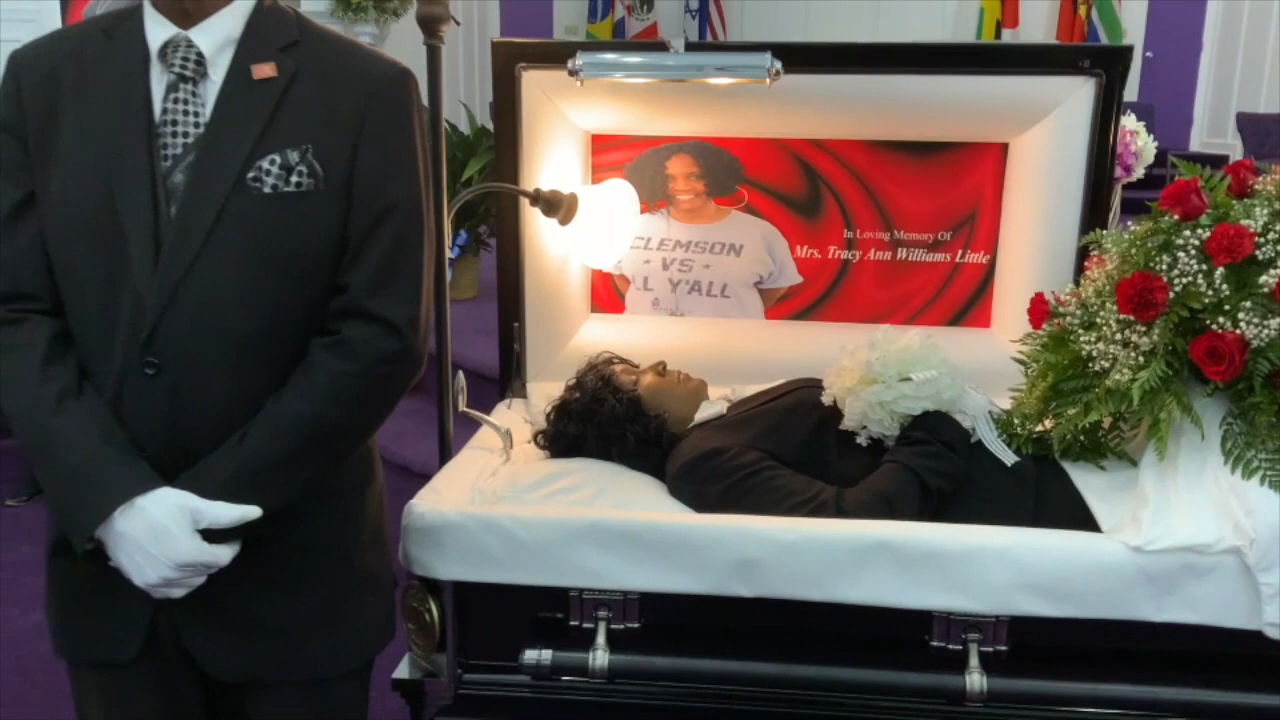 In Loving Memory Of
Mrs. Tracy Ann Williams Little
CLEMSON
VS
LL Y'ALL